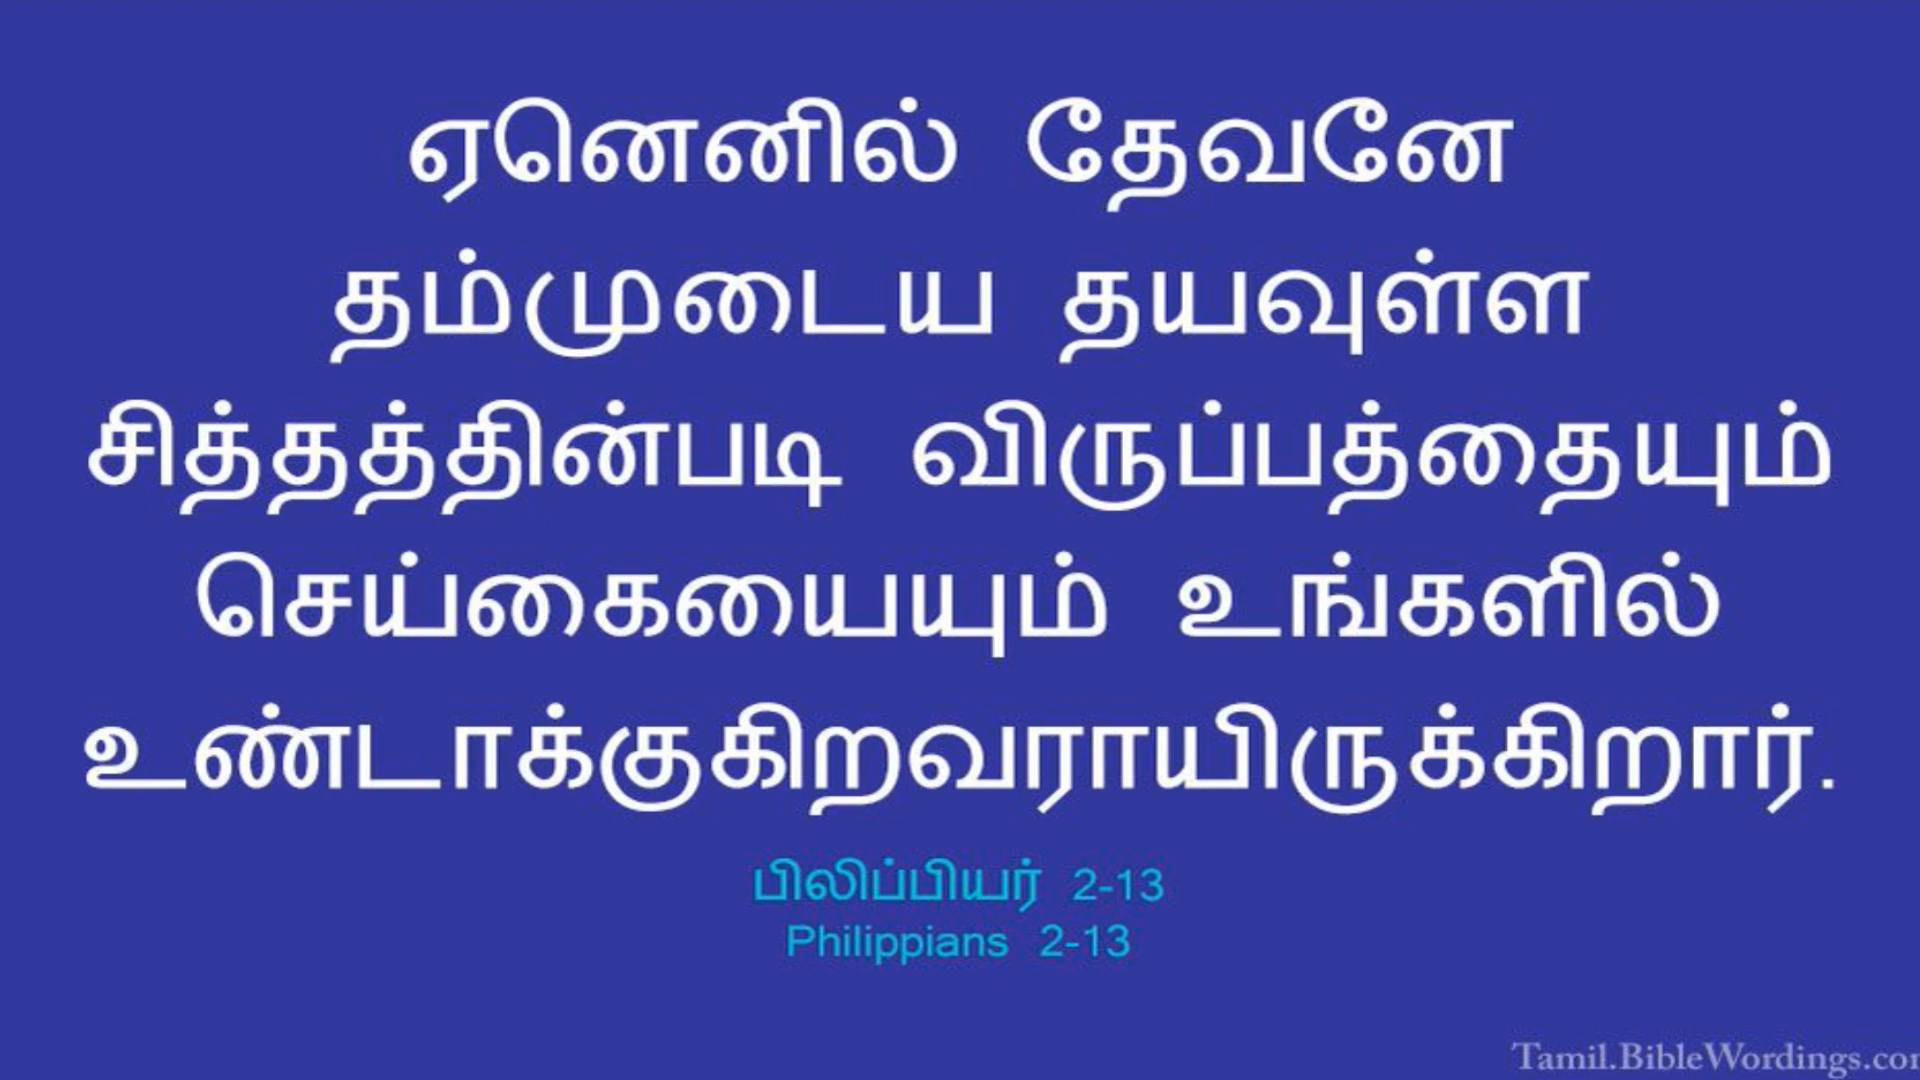 ஏனெனில் தேவனே
தம்முடைய தயவுள்ள
சித்தத்தின்படி விருப்பத்தையும்
செய்கையையும் உங்களில்
உண்டாக்குகிறவராயிருக்கிறார்.
பிலிப்பியர் 2-13
Philippians 2-13
Tamil.BibleWordings.com